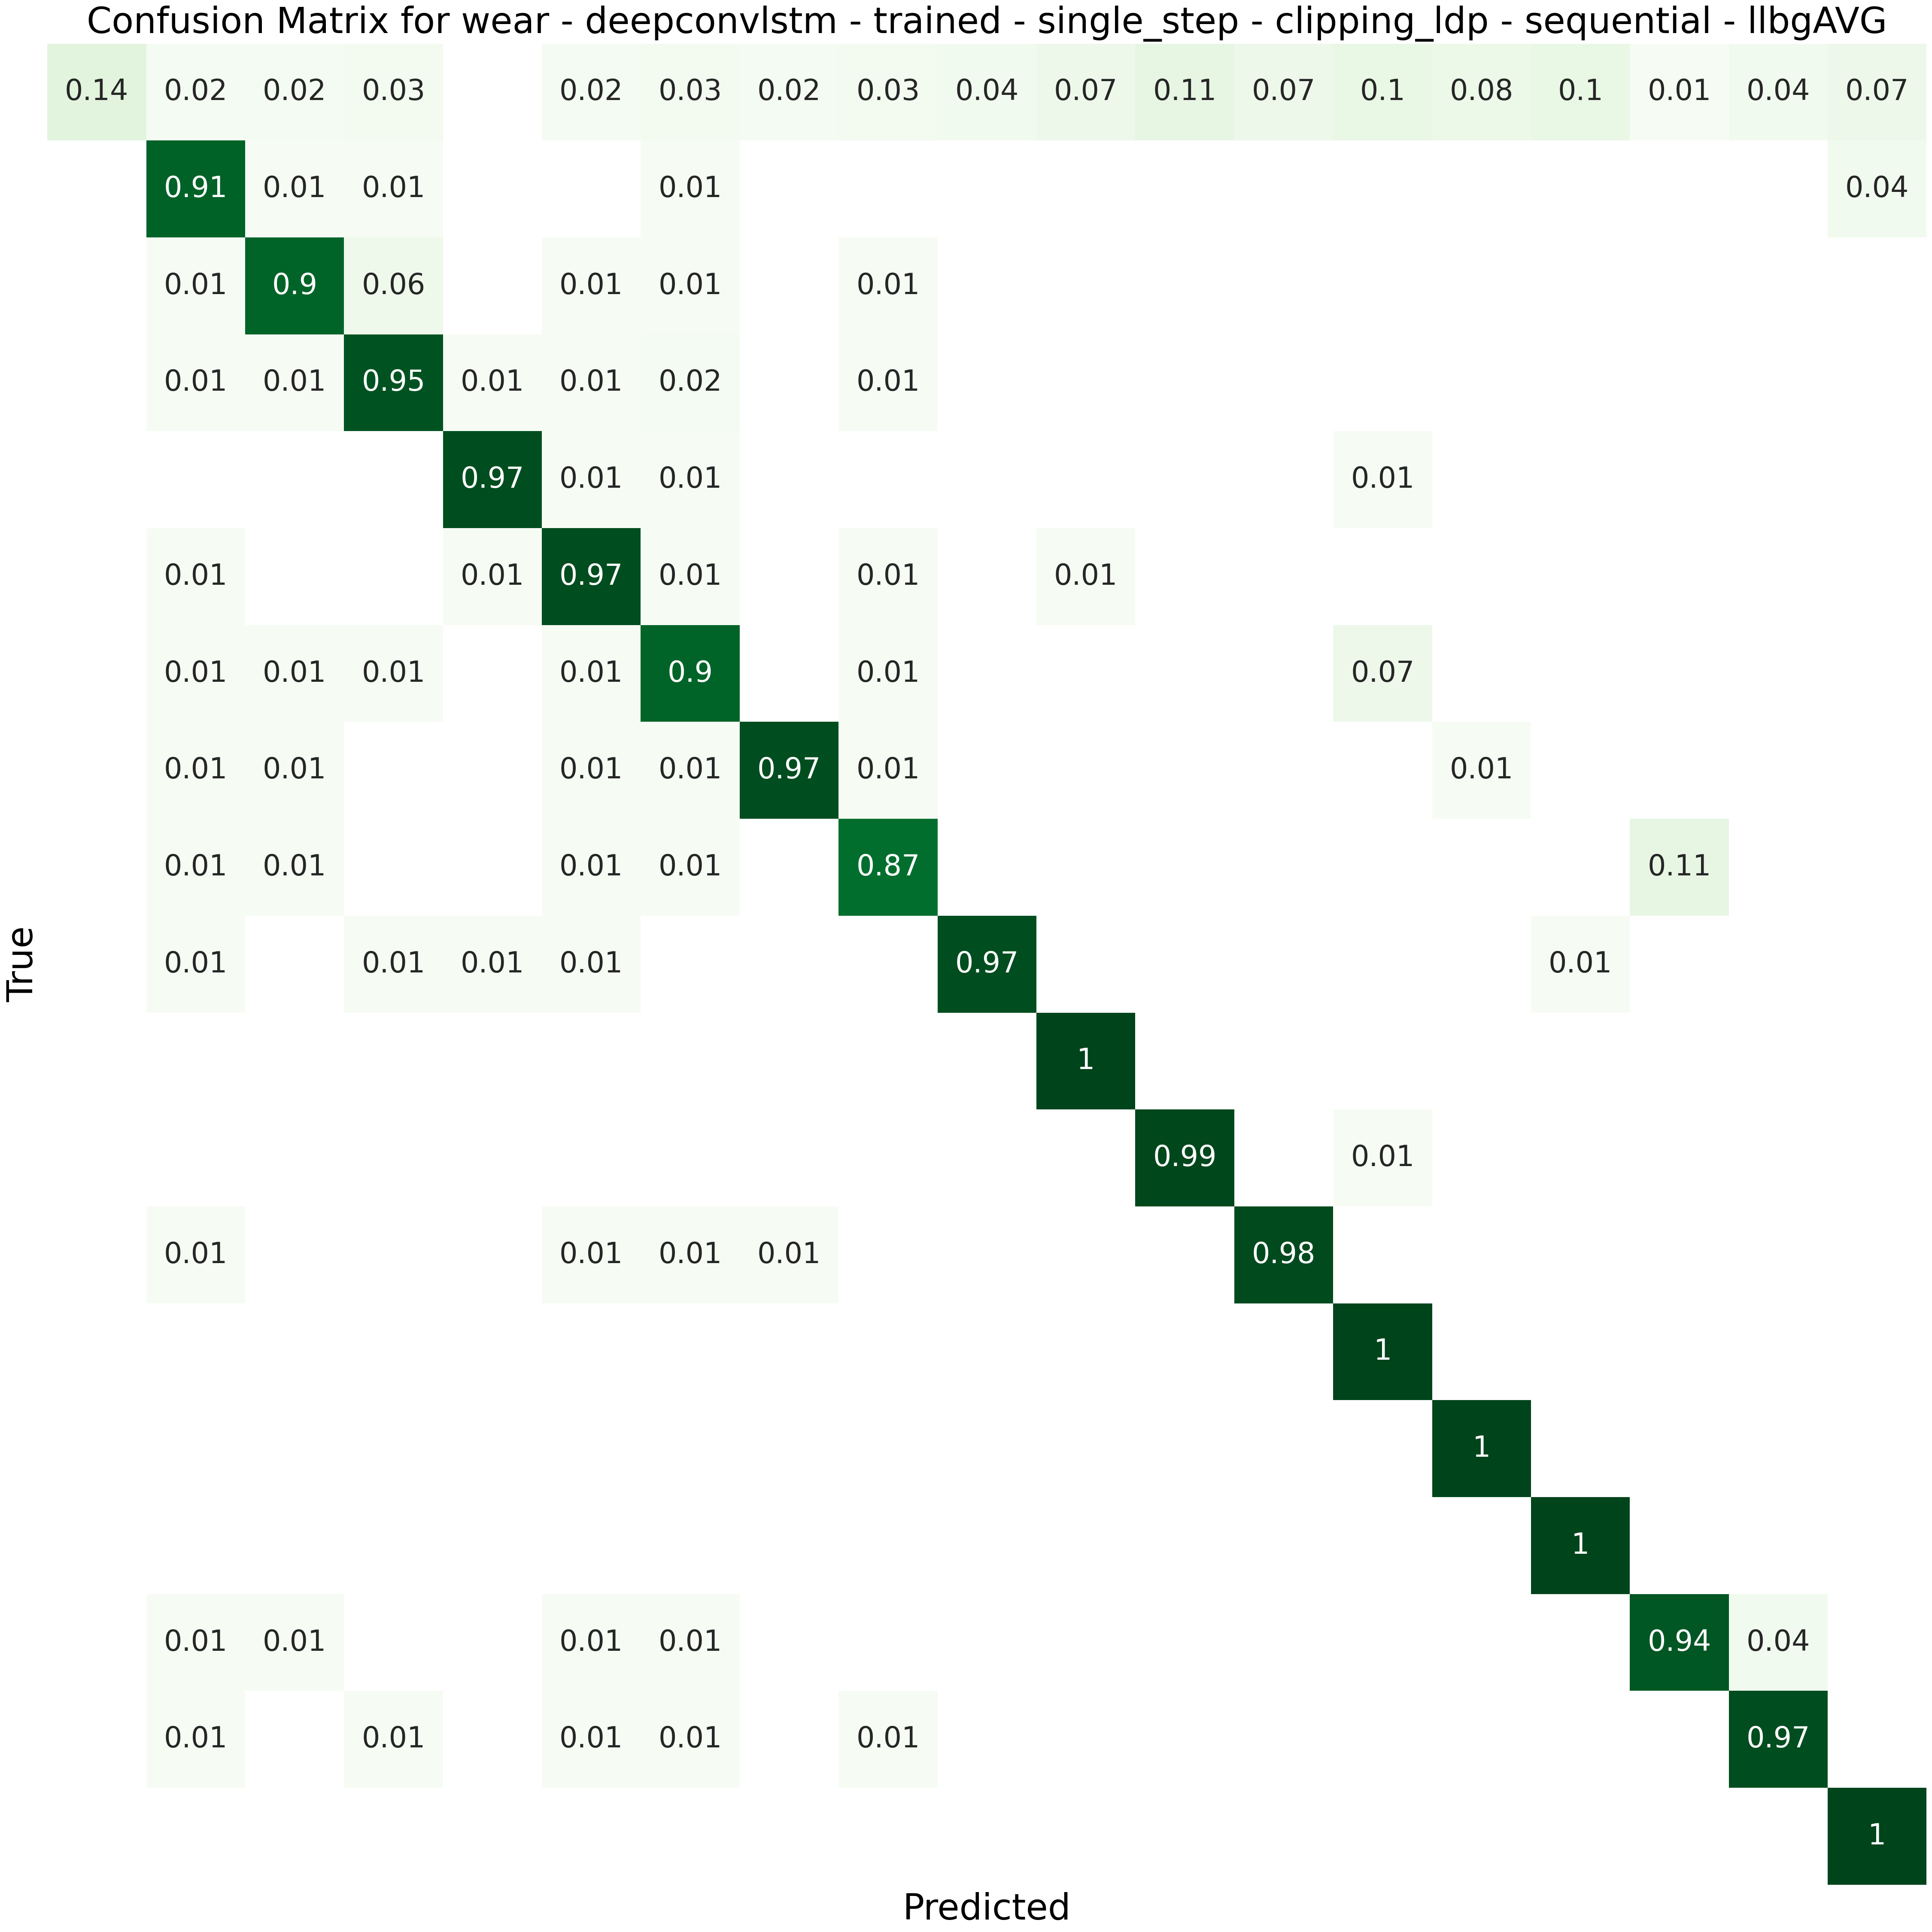 Confusion Matrix for wear - deepconvlstm - trained - single_step - clipping_ldp - sequential - llbgAVG
0.14 0.02 0.02 0.03 0.02 0.03 0.02 0.03 0.04 0.07 0.11 0.07 0.1 0.08 0.1 0.01 0.04 0.07
0.91 0.01 0.01 0.01 0.04
0.01 0.9 0.06 0.01 0.01 0.01
0.01 0.01 0.95 0.01 0.01 0.02 0.01
0.97 0.01 0.01 0.01
0.01 0.01 0.97 0.01 0.01 0.01
0.01 0.01 0.01 0.01 0.9 0.01 0.07
0.01 0.01 0.01 0.01 0.97 0.01 0.01
0.01 0.01 0.01 0.01 0.87 0.11
0.01 0.01 0.01 0.01 0.97 0.01
True
1
0.99 0.01
0.01 0.01 0.01 0.01 0.98
1
1
1
0.01 0.01 0.01 0.01 0.94 0.04
0.01 0.01 0.01 0.01 0.01 0.97
1
Predicted